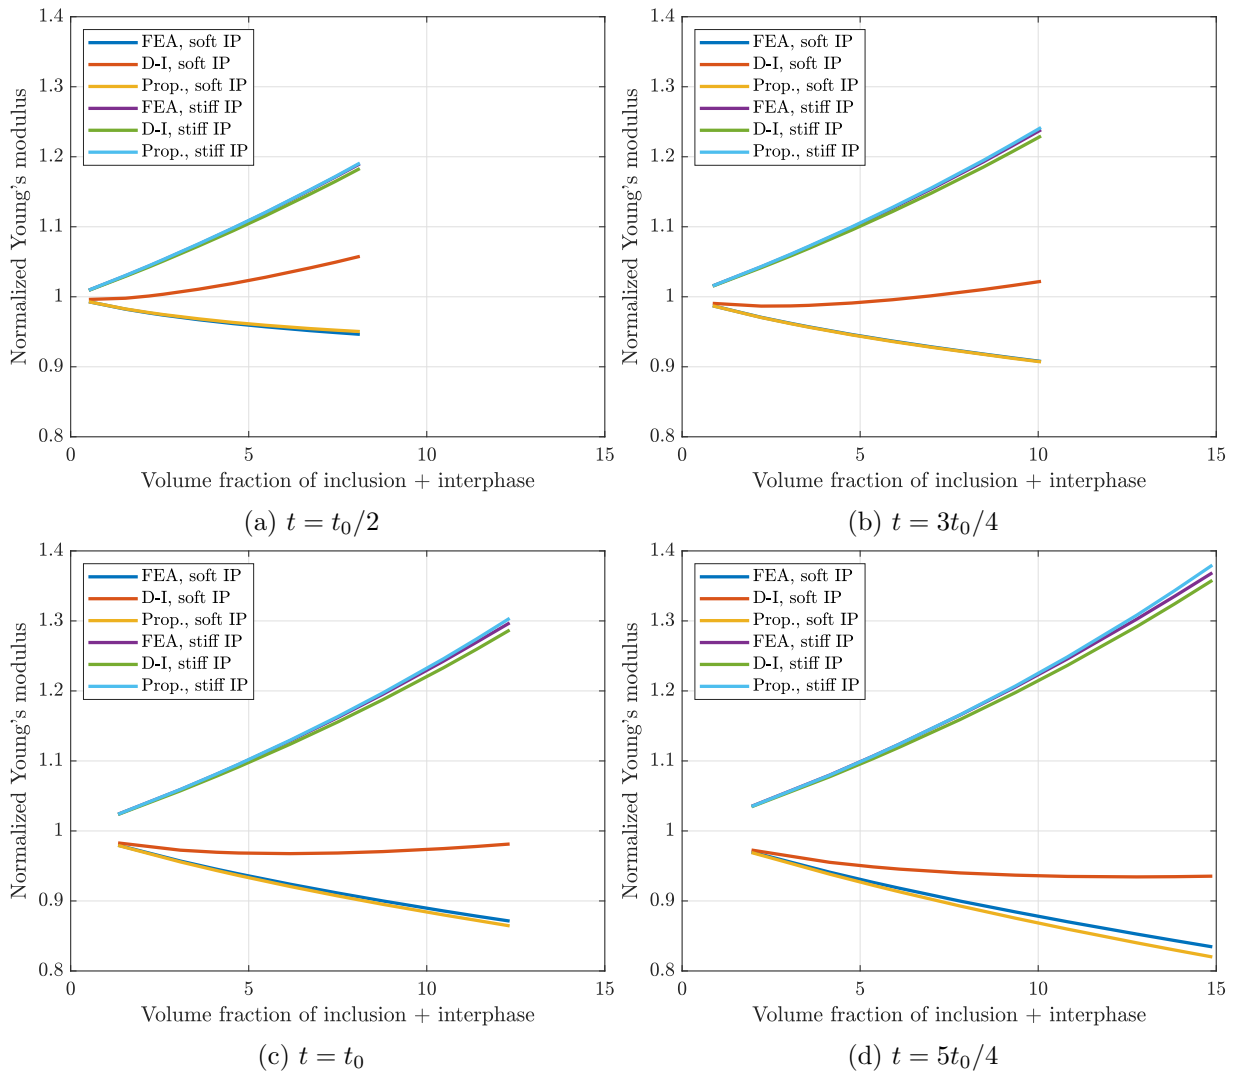 1.4
1.3
1.2
1.1
1
0.9
0.8
Normalized Young's modulus
FEA, soft IP
D-I, soft IP
Prop., soft IP
FEA, stiff IP
D-I, stiff IP
Prop., stiff IP
0 5 10 15
Volume fraction of inclusion + interphase
(a) t = t₀/2
1.4
1.3
1.2
1.1
1
0.9
0.8
Normalized Young's modulus
FEA, soft IP
D-I, soft IP
Prop., soft IP
FEA, stiff IP
D-I, stiff IP
Prop., stiff IP
0 5 10 15
Volume fraction of inclusion + interphase
(b) t = 3t₀/4
1.4
1.3
1.2
1.1
1
0.9
0.8
Normalized Young's modulus
FEA, soft IP
D-I, soft IP
Prop., soft IP
FEA, stiff IP
D-I, stiff IP
Prop., stiff IP
0 5 10 15
Volume fraction of inclusion + interphase
(c) t = t₀
1.4
1.3
1.2
1.1
1
0.9
0.8
Normalized Young's modulus
FEA, soft IP
D-I, soft IP
Prop., soft IP
FEA, stiff IP
D-I, stiff IP
Prop., stiff IP
0 5 10 15
Volume fraction of inclusion + interphase
(d) t = 5t₀/4